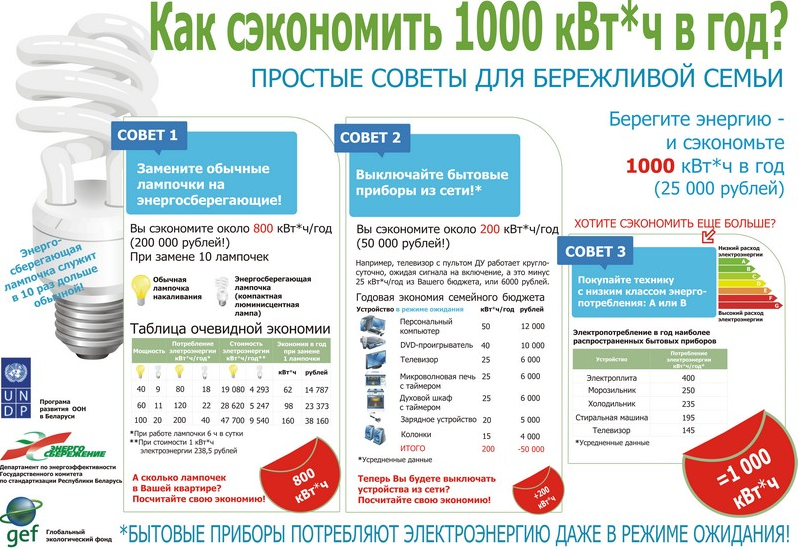 Как сэкономить 1000 кВт*ч в год?
ПРОСТЫЕ СОВЕТЫ ДЛЯ БЕРЕЖЛИВОЙ СЕМЬИ
Берегите энергию -
и сэкономьте
1000 кВт*ч в год
(25 000 рублей)
Энерго-
сберегающая
лампочка служит
в 10 раз дольше
обычной!
СОВЕТ 1
Замените обычные
лампочки на
энергосберегающие!
Вы сэкономите около 800 кВт*ч/год
(200 000 рублей!)
При замене 10 лампочек
Обычная
лампочка
накаливания
Энергосберегающая
лампочка
(компактная
люминисцентная
лампа)
Таблица очевидной экономии
Мощность Потребление электроэнергии кВт*ч/год* Стоимость электроэнергии кВт*ч/год** Экономия в год при замене 1 лампочки
кВт*ч рублей
40 9 80 18 19 080 4 293 62 14 787
60 11 120 22 28 620 5 247 98 23 373
100 20 200 40 47 700 9 540 160 38 160
*При работе лампочки 6 ч в сутки
**При стоимости 1 кВт*ч
электроэнергии 238,5 рублей
А сколько лампочек
в Вашей квартире?
Посчитайте свою экономию!
800
кВт*ч
СОВЕТ 2
Выключайте бытовые
приборы из сети!*
Вы сэкономите около 200 кВт*ч/год
(50 000 рублей!)
Например, телевизор с пультом ДУ работает кругло-
суточно, ожидая сигнала на включение, а это минус
25 кВт*ч/год из Вашего бюджета, или 6000 рублей.
Годовая экономия семейного бюджета
Устройство в режиме ожидания кВт*ч/год рублей
Персональный компьютер 50 12 000
DVD-проигрыватель 40 10 000
Телевизор 25 6 000
Микроволновая печь с таймером 25 6 000
Духовой шкаф с таймером 25 6 000
Зарядное устройство 20 5 000
Колонки 15 4 000
ИТОГО 200 -50 000
*Усредненные данные
Теперь Вы будете выключать
устройства из сети?
Посчитайте свою экономию!
+200
кВт*ч
ХОТИТЕ СЭКОНОМИТЬ ЕЩЕ БОЛЬШЕ?
СОВЕТ 3
Покупайте технику
с низким классом энерго-
потребления: А или В
Низкий расход
электроэнергии
A
B
C
D
E
F
G
Высокий расход
электроэнергии
Электропотребление в год наиболее
распространенных бытовых приборов
Устройство Потребление электроэнергии кВт*ч/год*
Электроплита 400
Морозильник 250
Холодильник 235
Стиральная машина 195
Телевизор 145
*Усредненные данные
=1 000
кВт*ч
U N
D P
Програма
развития ООН
в Беларуси
ЭНЕРГО
СБЕРЕЖЕНИЕ
Департамент по энергоэффективности
Государственного комитета
по стандартизации Республики Беларусь
gef
Глобальный
экологический фонд
*БЫТОВЫЕ ПРИБОРЫ ПОТРЕБЛЯЮТ ЭЛЕКТРОЭНЕРГИЮ ДАЖЕ В РЕЖИМЕ ОЖИДАНИЯ!